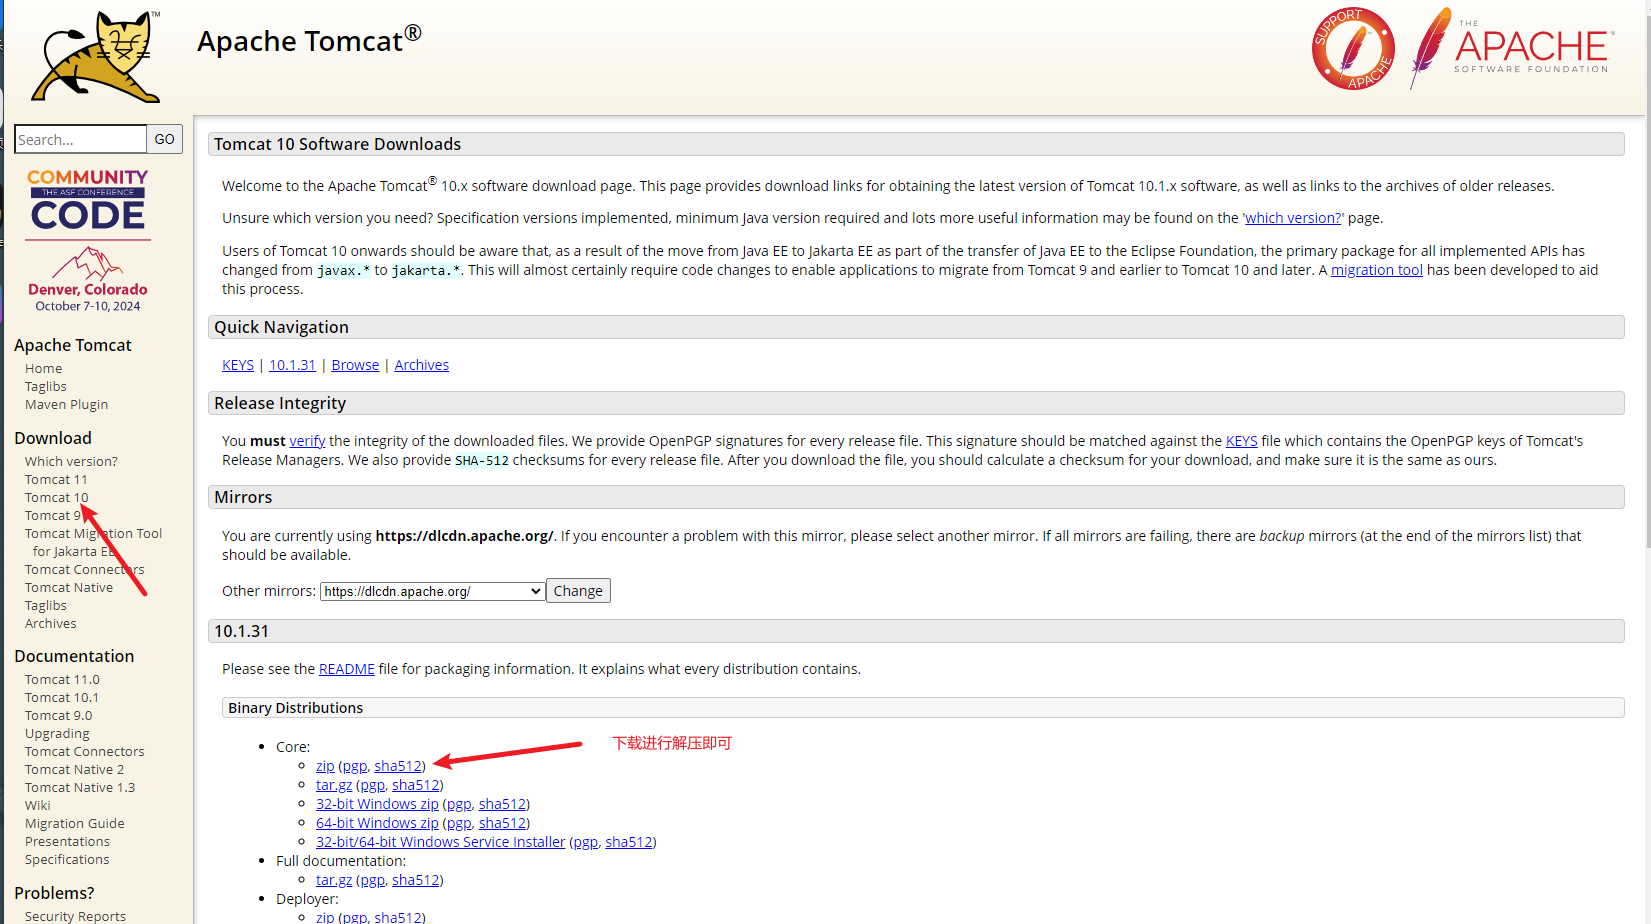 Apache Tomcat®
TM
SUPPORT
APACHE
THE
APACHE®
SOFTWARE FOUNDATION
Search...
GO
COMMUNITY
THE ASF CONFERENCE
CODE
Denver, Colorado
October 7-10, 2024
Apache Tomcat
Home
Taglibs
Maven Plugin
Download
Which version?
Tomcat 11
Tomcat 10
Tomcat 9
Tomcat Migration Tool
for Jakarta EE
Tomcat Connectors
Tomcat Native
Taglibs
Archives
Documentation
Tomcat 11.0
Tomcat 10.1
Tomcat 9.0
Upgrading
Tomcat Connectors
Tomcat Native 2
Tomcat Native 1.3
Wiki
Migration Guide
Presentations
Specifications
Problems?
Security Reports
Tomcat 10 Software Downloads
Welcome to the Apache Tomcat® 10.x software download page. This page provides download links for obtaining the latest version of Tomcat 10.1.x software, as well as links to the archives of older releases.
Unsure which version you need? Specification versions implemented, minimum Java version required and lots more useful information may be found on the 'which version?' page.
Users of Tomcat 10 onwards should be aware that, as a result of the move from Java EE to Jakarta EE as part of the transfer of Java EE to the Eclipse Foundation, the primary package for all implemented APIs has
changed from javax.* to jakarta.*. This will almost certainly require code changes to enable applications to migrate from Tomcat 9 and earlier to Tomcat 10 and later. A migration tool has been developed to aid
this process.
Quick Navigation
KEYS | 10.1.31 | Browse | Archives
Release Integrity
You must verify the integrity of the downloaded files. We provide OpenPGP signatures for every release file. This signature should be matched against the KEYS file which contains the OpenPGP keys of Tomcat's
Release Managers. We also provide SHA-512 checksums for every release file. After you download the file, you should calculate a checksum for your download, and make sure it is the same as ours.
Mirrors
You are currently using https://dlcdn.apache.org/. If you encounter a problem with this mirror, please select another mirror. If all mirrors are failing, there are backup mirrors (at the end of the mirrors list) that
should be available.
Other mirrors: https://dlcdn.apache.org/ Change
10.1.31
Please see the README file for packaging information. It explains what every distribution contains.
Binary Distributions
Core:
zip (pgp, sha512)
下载进行解压即可
tar.gz (pgp, sha512)
32-bit Windows zip (pgp, sha512)
64-bit Windows zip (pgp, sha512)
32-bit/64-bit Windows Service Installer (pgp, sha512)
Full documentation:
tar.gz (pgp, sha512)
Deployer:
zip (pgp, sha512)